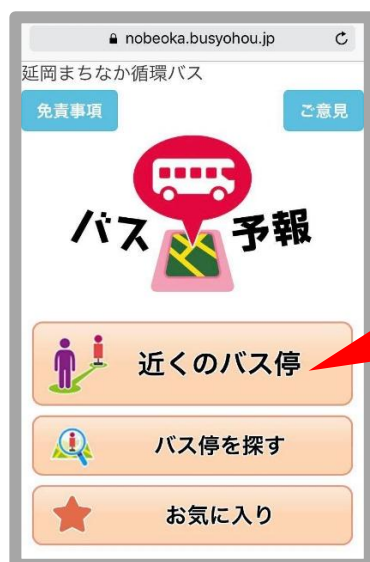 nobeoka.busyohou.jp
延岡まちなか循環バス
免責事項
ご意見
バス予報
近くのバス停
バス停を探す
お気に入り